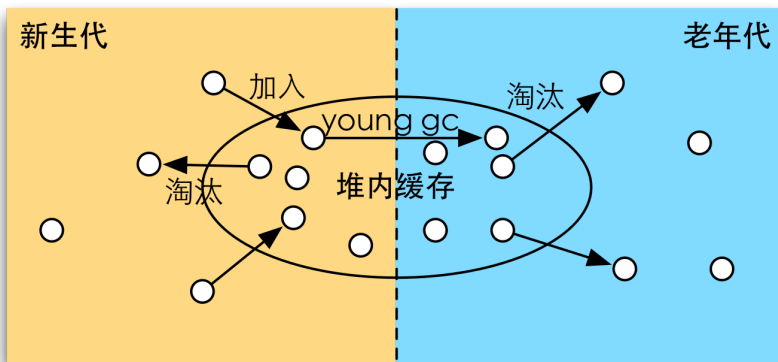 新生代
老年代
加入
淘汰
young gc
堆内缓存
淘汰